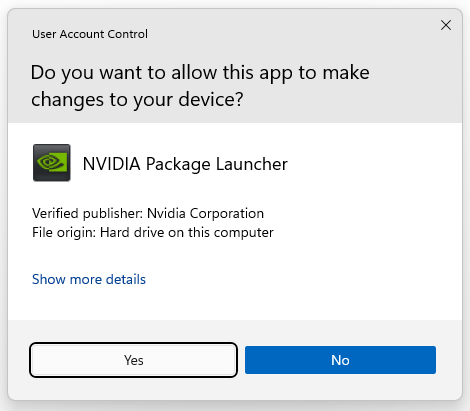 User Account Control
Do you want to allow this app to make
changes to your device?
NVIDIA Package Launcher
Verified publisher: Nvidia Corporation
File origin: Hard drive on this computer
Show more details
Yes
No